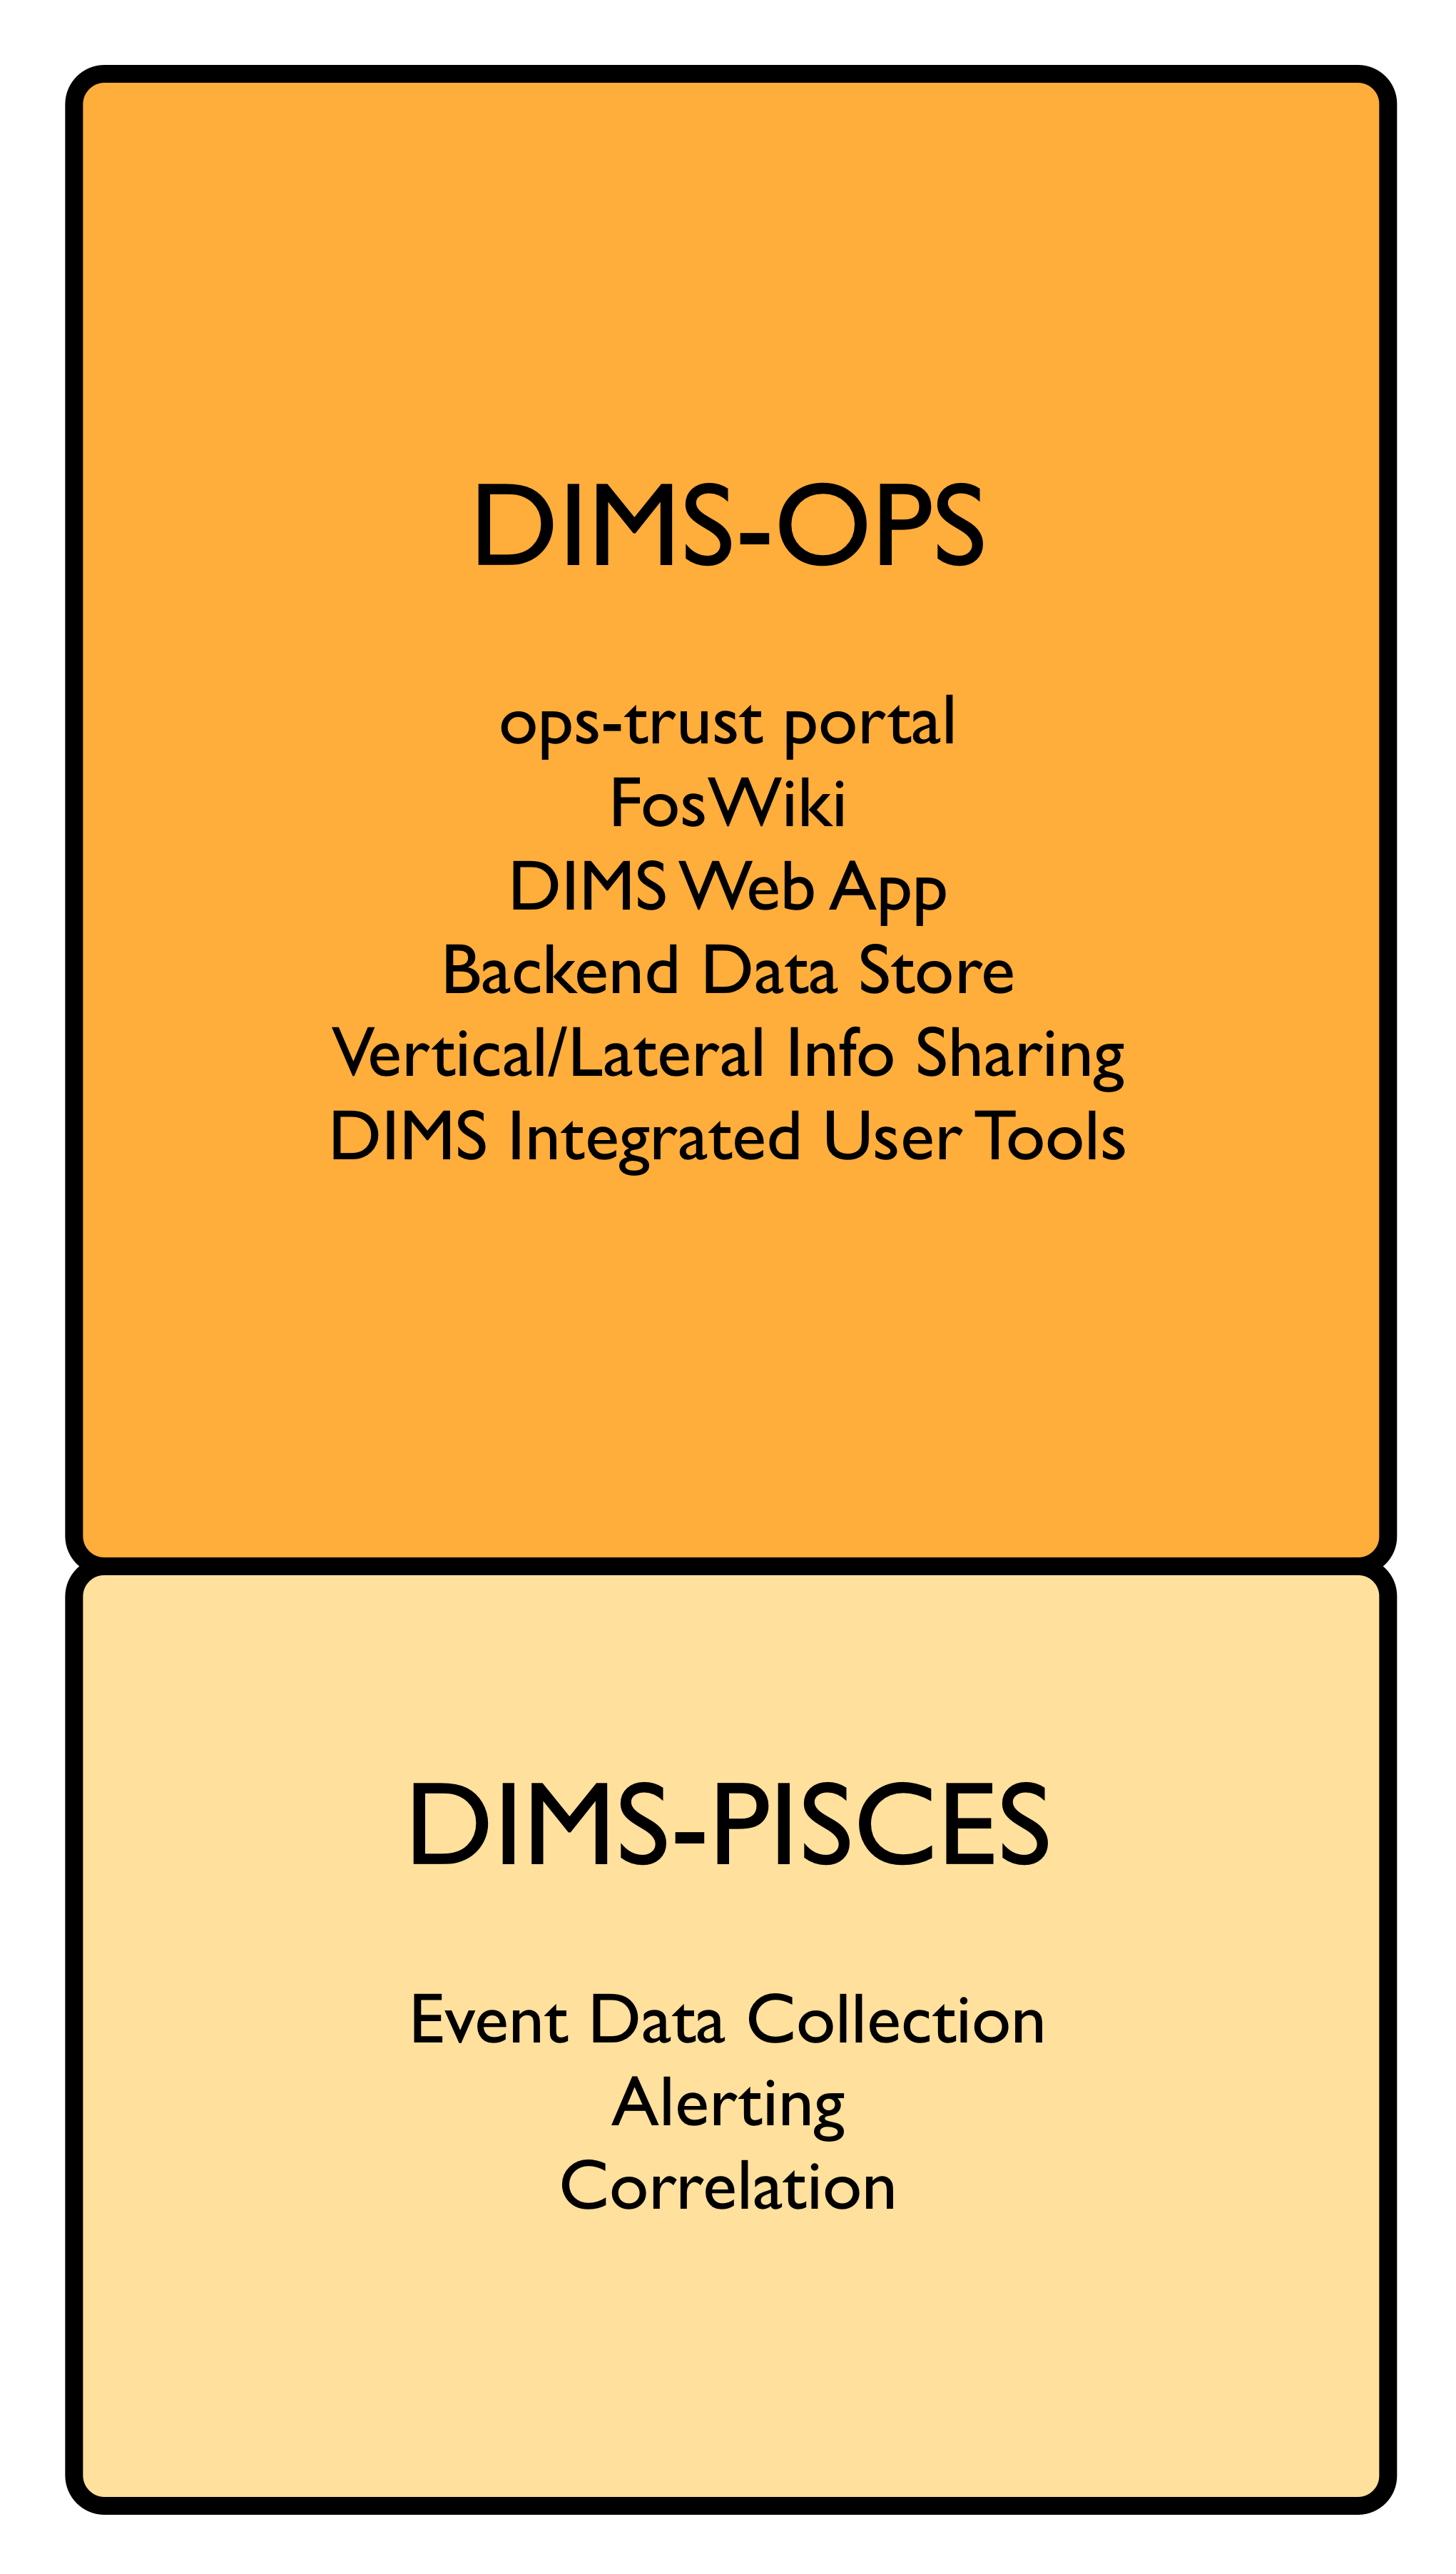 DIMS-OPS
ops-trust portal
FosWiki
DIMS Web App
Backend Data Store
Vertical/Lateral Info Sharing
DIMS Integrated User Tools
DIMS-PISCES
Event Data Collection
Alerting
Correlation